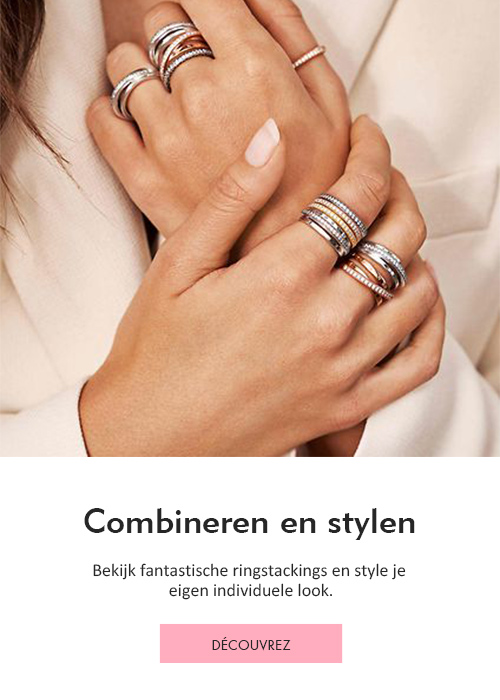 Combineren en stylen
Bekijk fantastische ringstackings en style je
eigen individuele look.
DÉCOUVREZ